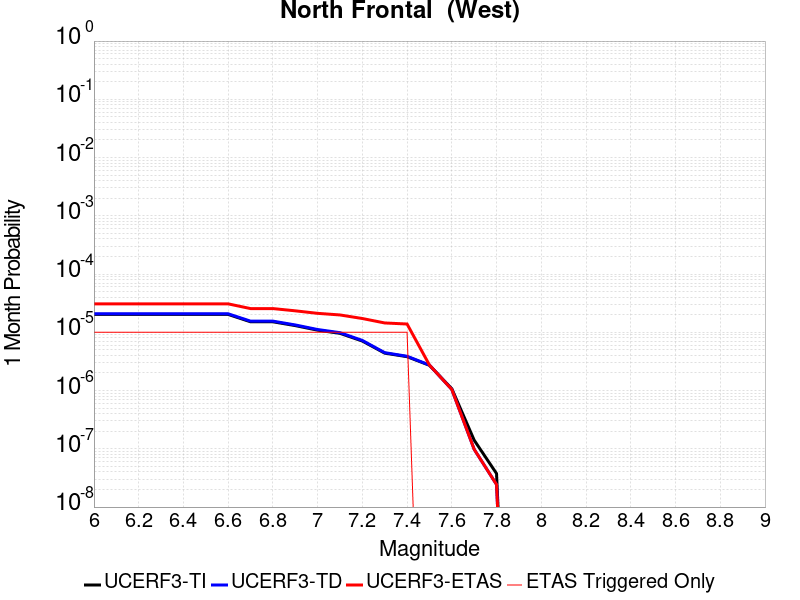 North Frontal (West)
10^0
10^-1
10^-2
10^-3
10^-4
10^-5
10^-6
10^-7
10^-8
1 Month Probability
6 6.2 6.4 6.6 6.8 7 7.2 7.4 7.6 7.8 8 8.2 8.4 8.6 8.8 9
Magnitude
UCERF3-TI UCERF3-TD UCERF3-ETAS ETAS Triggered Only